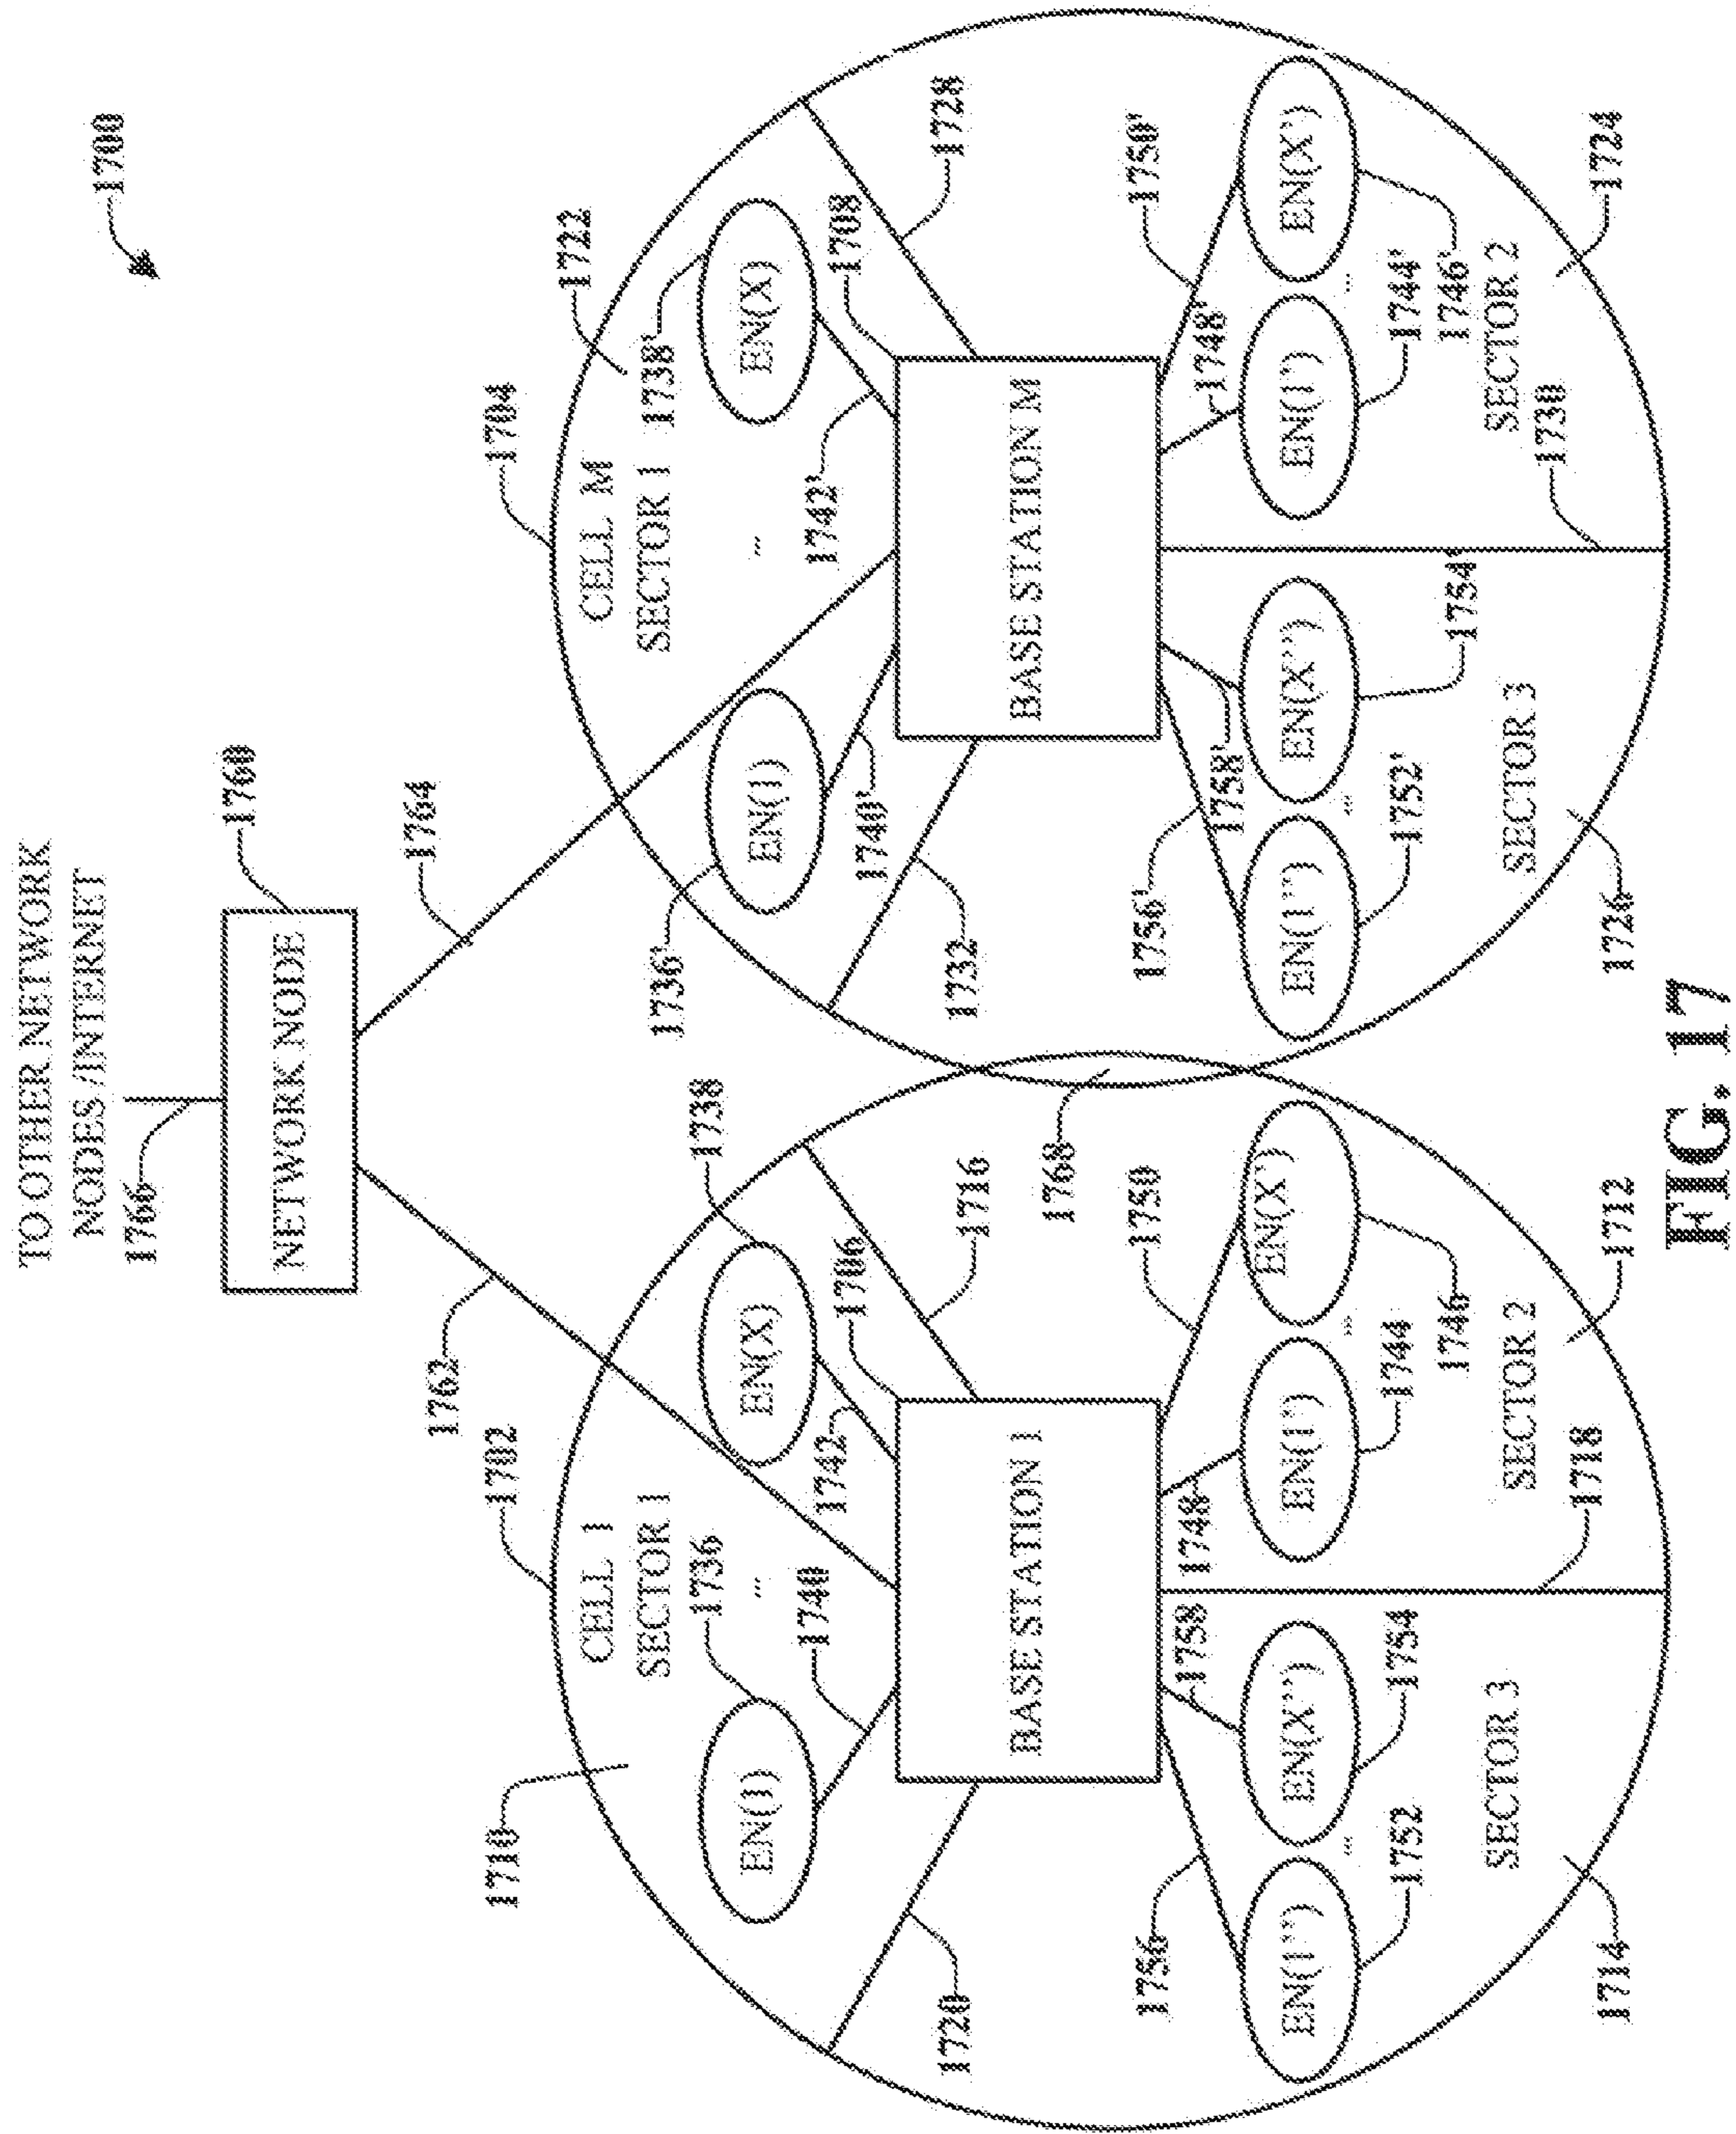 1700
TO OTHER NETWORK
NODES /INTERNET
1766
1760
NETWORK NODE
1762
1764
1702
1704
1710
CELL 1
SECTOR 1
1736
1738
EN(1)
...
EN(X)
1740
1742
1706
1720
1716
BASE STATION 1
1768
1756
1758
1748
1750
EN(1'')
...
EN(X'')
EN(1')
...
EN(X')
1752
1754
1744
1746
SECTOR 3
SECTOR 2
1714
1718
1712
1722
CELL M
SECTOR 1
1736'
1738'
EN(1)
...
EN(X)
1740'
1742'
1708
1732
1728
BASE STATION M
1756'
1758'
1748'
1750'
EN(1'')
...
EN(X'')
EN(1')
...
EN(X')
1752'
1754'
1744'
1746'
SECTOR 3
SECTOR 2
1726
1730
1724
FIG. 17